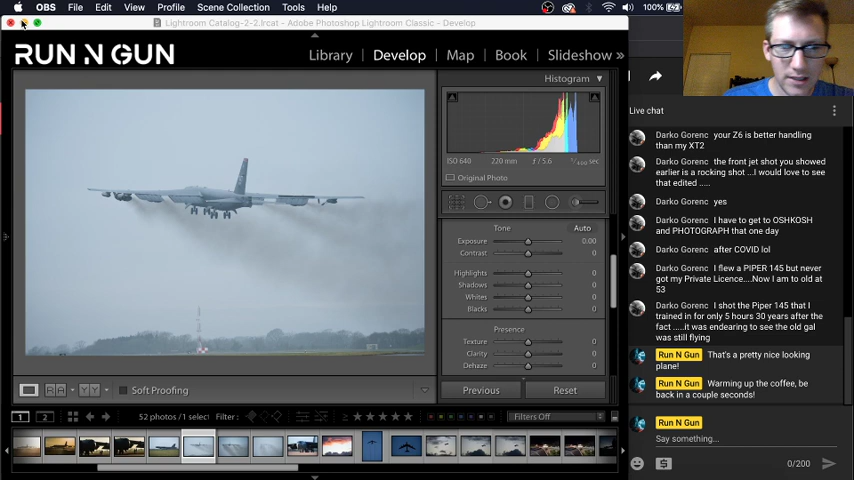 OBS File Edit View Profile Scene Collection Tools Help 100%
Lightroom Catalog-2-2.lrcat - Adobe Photoshop Lightroom Classic - Develop
RUN N GUN
Library Develop Map Book Slideshow »
Histogram
ISO 640 220 mm f / 5.6 sec
Original Photo
Tone Auto
Exposure 0.00
Contrast 0
Highlights 0
Shadows 0
Whites 0
Blacks 0
Presence
Texture 0
Clarity 0
Dehaze 0
Previous Reset
Soft Proofing
1 2 52 photos/1 select Filter: Filters Off
Live chat
Darko Gorenc your Z6 is better handling
than my XT2
Darko Gorenc the front jet shot you showed
earlier is a rocking shot ...I would love to see
that edited .....
Darko Gorenc yes
Darko Gorenc I have to get to OSHKOSH
and PHOTOGRAPH that one day
Darko Gorenc after COVID lol
Darko Gorenc I flew a PIPER 145 but never
got my Private Licence....Now I am to old at
53
Darko Gorenc I shot the Piper 145 that I
trained in for only 5 hours 30 years after the
fact .....it was endearing to see the old gal
was still flying
Run N Gun That's a pretty nice looking
plane!
Run N Gun Warming up the coffee, be
back in a couple seconds!
Run N Gun
Say something...
0/200